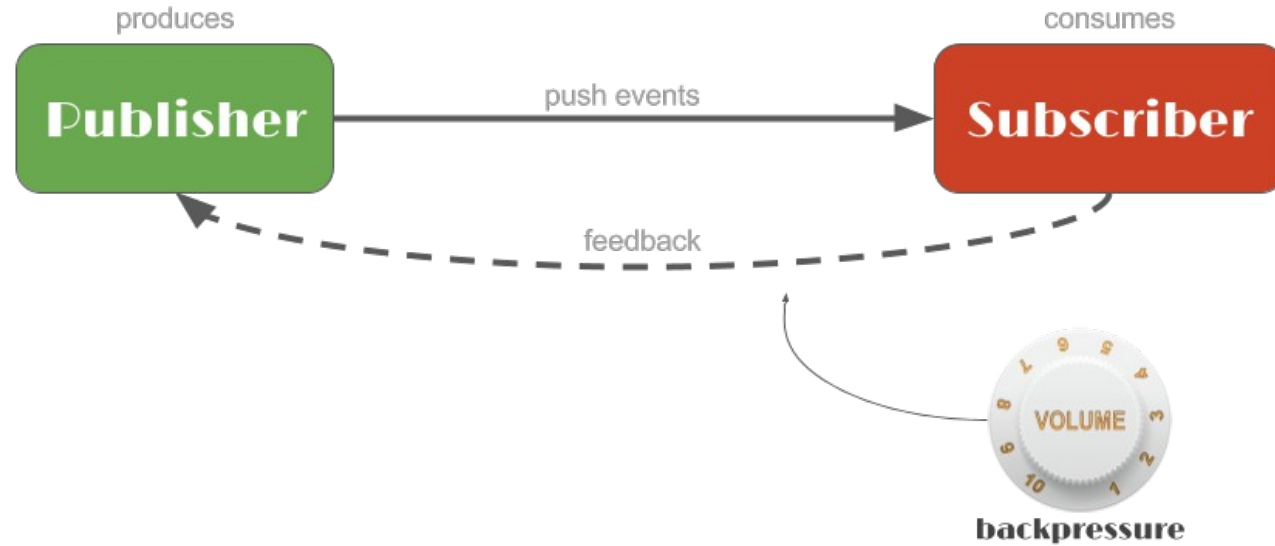 produces
consumes
Publisher
push events
Subscriber
feedback
6
5
7
4
8
VOLUME
3
9
2
10
1
backpressure